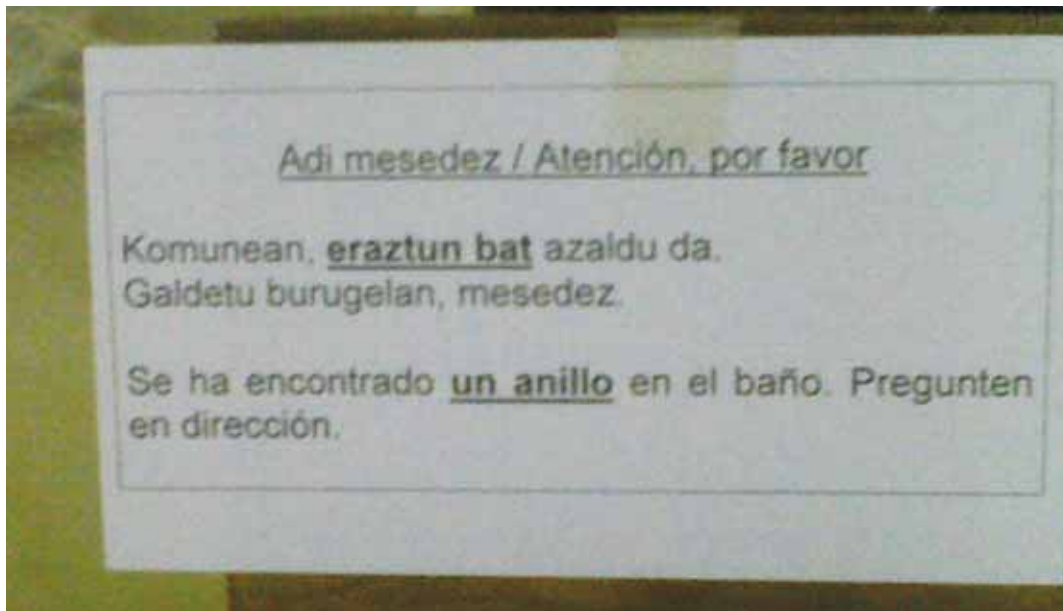 Adi mesedez / Atención, por favor
Komunean, eraztun bat azaldu da.
Galdetu burugelan, mesedez.
Se ha encontrado un anillo en el baño. Pregunten
en dirección.